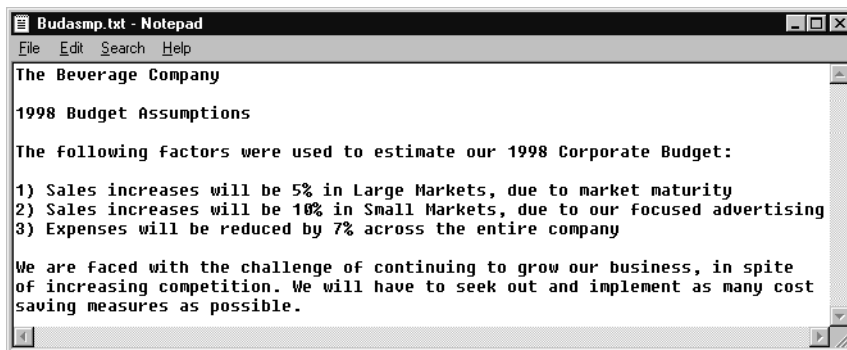 Budasmp.txt - Notepad
File Edit Search Help
The Beverage Company
1998 Budget Assumptions
The following factors were used to estimate our 1998 Corporate Budget:
1) Sales increases will be 5% in Large Markets, due to market maturity
2) Sales increases will be 10% in Small Markets, due to our focused advertising
3) Expenses will be reduced by 7% across the entire company
We are faced with the challenge of continuing to grow our business, in spite
of increasing competition. We will have to seek out and implement as many cost
saving measures as possible.